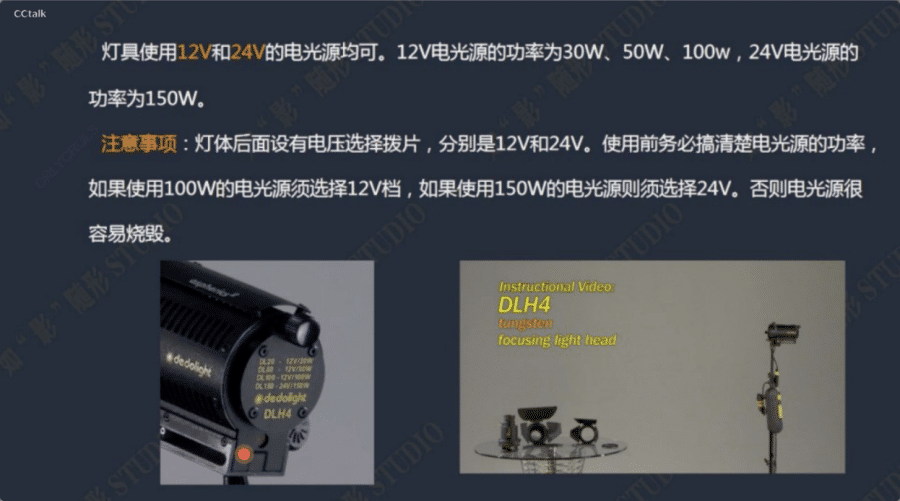 CCtalk
灯具使用12V和24V的电光源均可。12V电光源的功率为30W、50W、100w，24V电光源的
功率为150W。
注意事项：灯体后面设有电压选择拨片，分别是12V和24V。使用前务必搞清楚电光源的功率，
如果使用100W的电光源须选择12V档，如果使用150W的电光源则须选择24V。否则电光源很
容易烧毁。
aspherics²
dedolight
DL20 - 12V/20W
DL50 - 12V/50W
DL100 - 12V/100W
DL150 - 24V/150W
dedolight
DLH4
Instructional Video:
DLH4
tungsten
focusing light head
如“影”随形 STUDIO